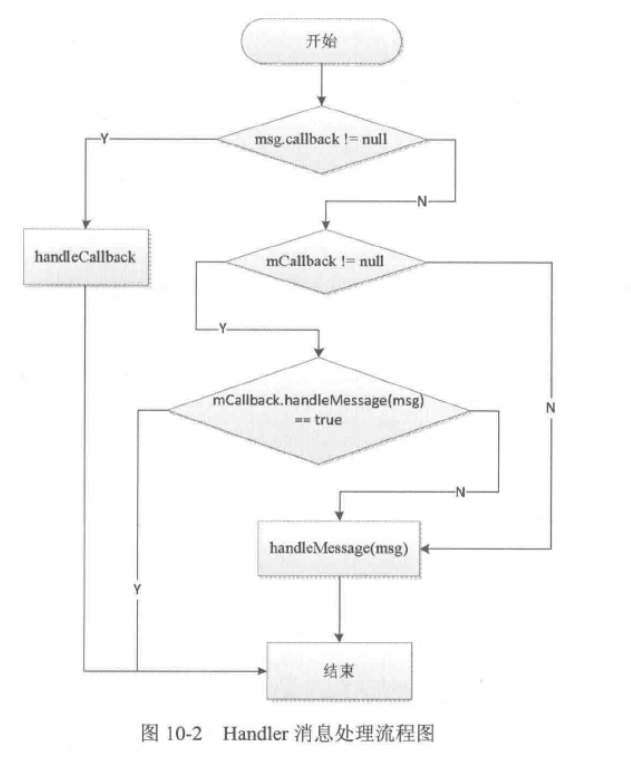 开始
msg.callback != null
Y
N
handleCallback
mCallback != null
Y
mCallback.handleMessage(msg)
== true
N
N
handleMessage(msg)
Y
结束
图 10-2 Handler 消息处理流程图